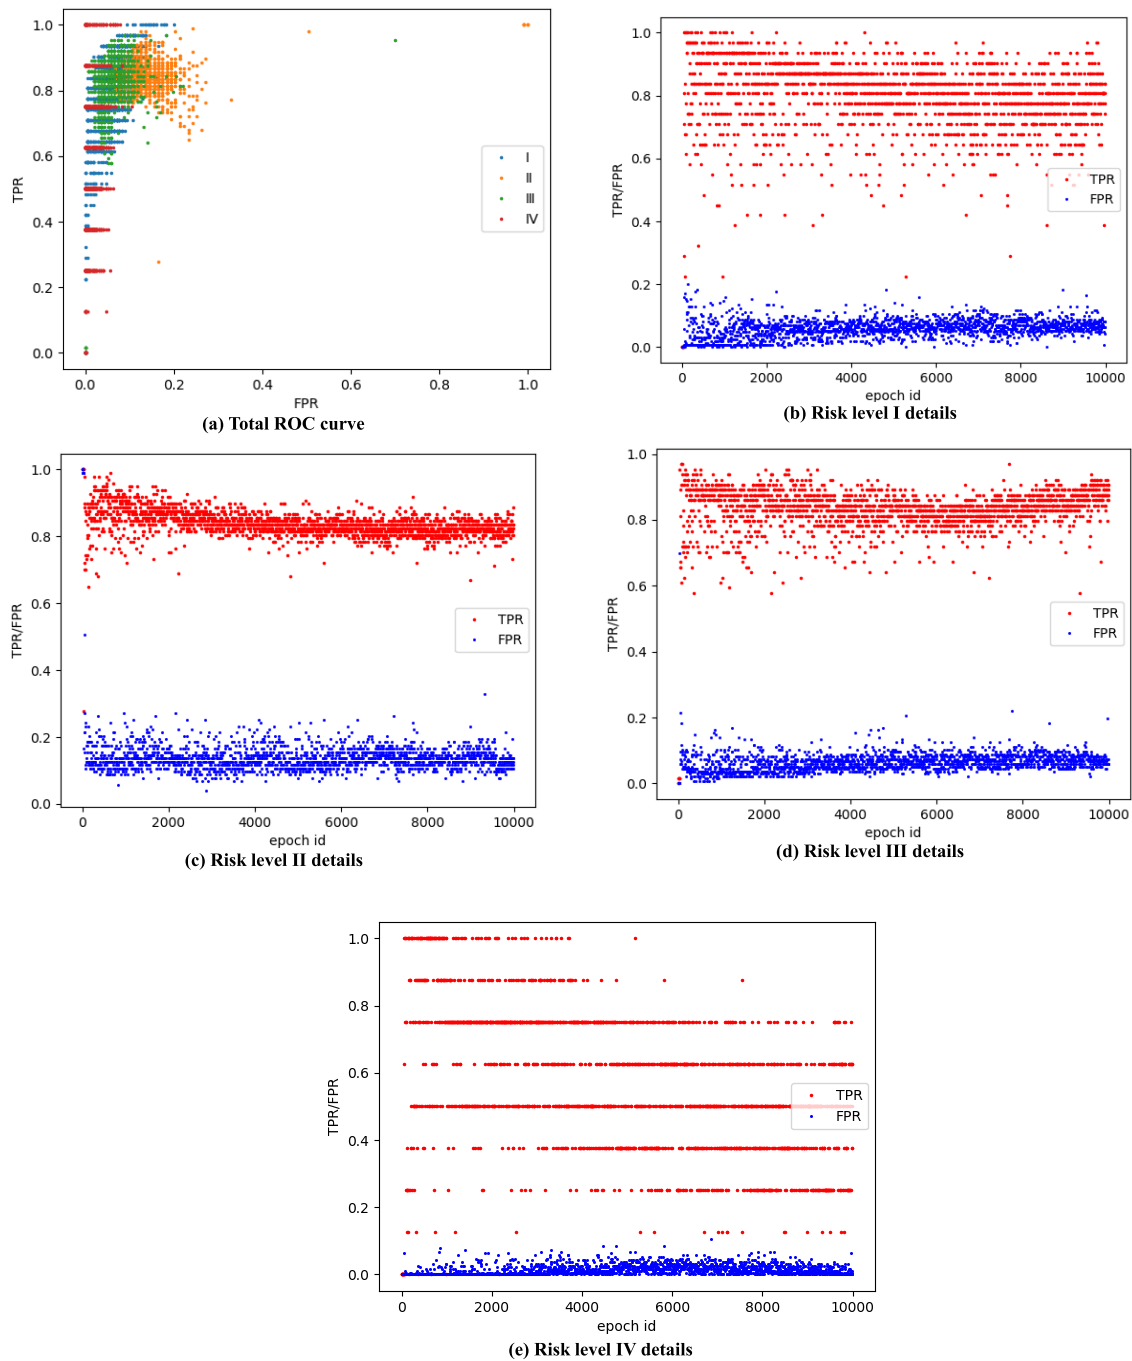 1.0
0.8
0.6
0.4
0.2
0.0
TPR
0.0 0.2 0.4 0.6 0.8 1.0
FPR
I
II
III
IV
(a) Total ROC curve
1.0
0.8
0.6
0.4
0.2
0.0
TPR/FPR
0 2000 4000 6000 8000 10000
epoch id
TPR
FPR
(b) Risk level I details
1.0
0.8
0.6
0.4
0.2
0.0
TPR/FPR
0 2000 4000 6000 8000 10000
epoch id
TPR
FPR
(c) Risk level II details
1.0
0.8
0.6
0.4
0.2
0.0
TPR/FPR
0 2000 4000 6000 8000 10000
epoch id
TPR
FPR
(d) Risk level III details
1.0
0.8
0.6
0.4
0.2
0.0
TPR/FPR
0 2000 4000 6000 8000 10000
epoch id
TPR
FPR
(e) Risk level IV details